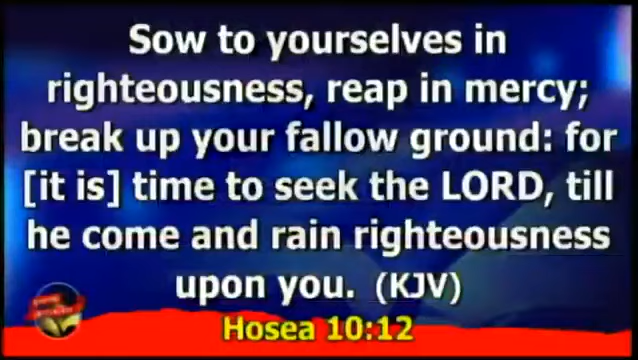 Sow to yourselves in
righteousness, reap in mercy;
break up your fallow ground: for
[it is] time to seek the LORD, till
he come and rain righteousness
upon you.  (KJV)
Hosea 10:12